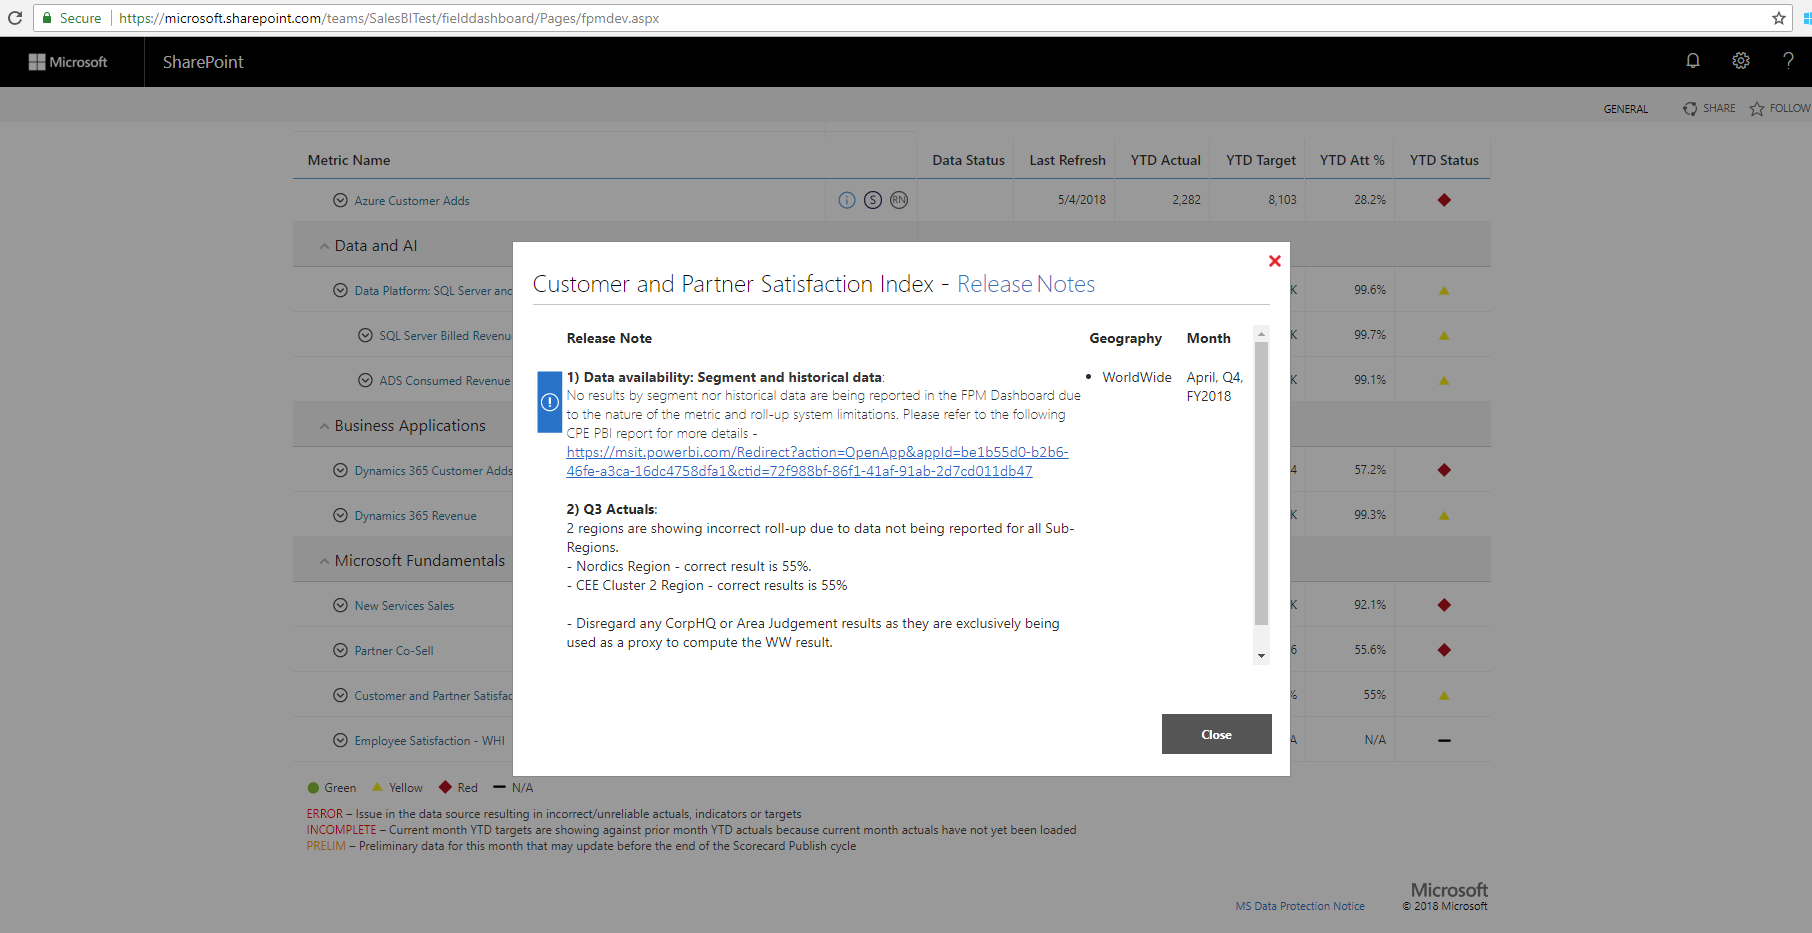 Secure https://microsoft.sharepoint.com/teams/SalesBITest/fielddashboard/Pages/fpmdev.aspx
Microsoft SharePoint ?
GENERAL SHARE FOLLOW
Metric Name Data Status Last Refresh YTD Actual YTD Target YTD Att % YTD Status
Azure Customer Adds i S RN 5/4/2018 2,282 8,103 28.2%
Data and AI
Customer and Partner Satisfaction Index - Release Notes
Data Platform: SQL Server and K 99.6%
SQL Server Billed Revenu K 99.7%
ADS Consumed Revenue K 99.1%
Business Applications
Dynamics 365 Customer Adds 4 57.2%
Dynamics 365 Revenue K 99.3%
Microsoft Fundamentals
New Services Sales K 92.1%
Partner Co-Sell 6 55.6%
Customer and Partner Satisfac % 55%
Employee Satisfaction - WHI A N/A
Release Note Geography Month
1) Data availability: Segment and historical data: • WorldWide April, Q4,
No results by segment nor historical data are being reported in the FPM Dashboard due FY2018
to the nature of the metric and roll-up system limitations. Please refer to the following
CPE PBI report for more details -
https://msit.powerbi.com/Redirect?action=OpenApp&appId=be1b55d0-b2b6-
46fe-a3ca-16dc4758dfa1&ctid=72f988bf-86f1-41af-91ab-2d7cd011db47
2) Q3 Actuals:
2 regions are showing incorrect roll-up due to data not being reported for all Sub-
Regions.
- Nordics Region - correct result is 55%.
- CEE Cluster 2 Region - correct results is 55%
- Disregard any CorpHQ or Area Judgement results as they are exclusively being
used as a proxy to compute the WW result.
Close
Green Yellow Red N/A
ERROR – Issue in the data source resulting in incorrect/unreliable actuals, indicators or targets
INCOMPLETE – Current month YTD targets are showing against prior month YTD actuals because current month actuals have not yet been loaded
PRELIM – Preliminary data for this month that may update before the end of the Scorecard Publish cycle
Microsoft
MS Data Protection Notice © 2018 Microsoft